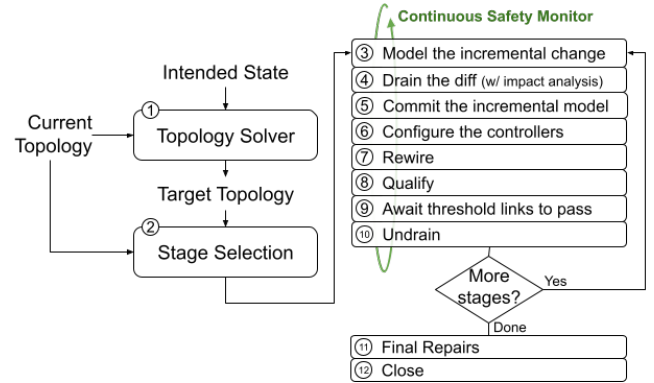 Continuous Safety Monitor
Intended State
Current
Topology
① Topology Solver
Target Topology
② Stage Selection
③ Model the incremental change
④ Drain the diff (w/ impact analysis)
⑤ Commit the incremental model
⑥ Configure the controllers
⑦ Rewire
⑧ Qualify
⑨ Await threshold links to pass
⑩ Undrain
More
stages?
Yes
Done
⑪ Final Repairs
⑫ Close